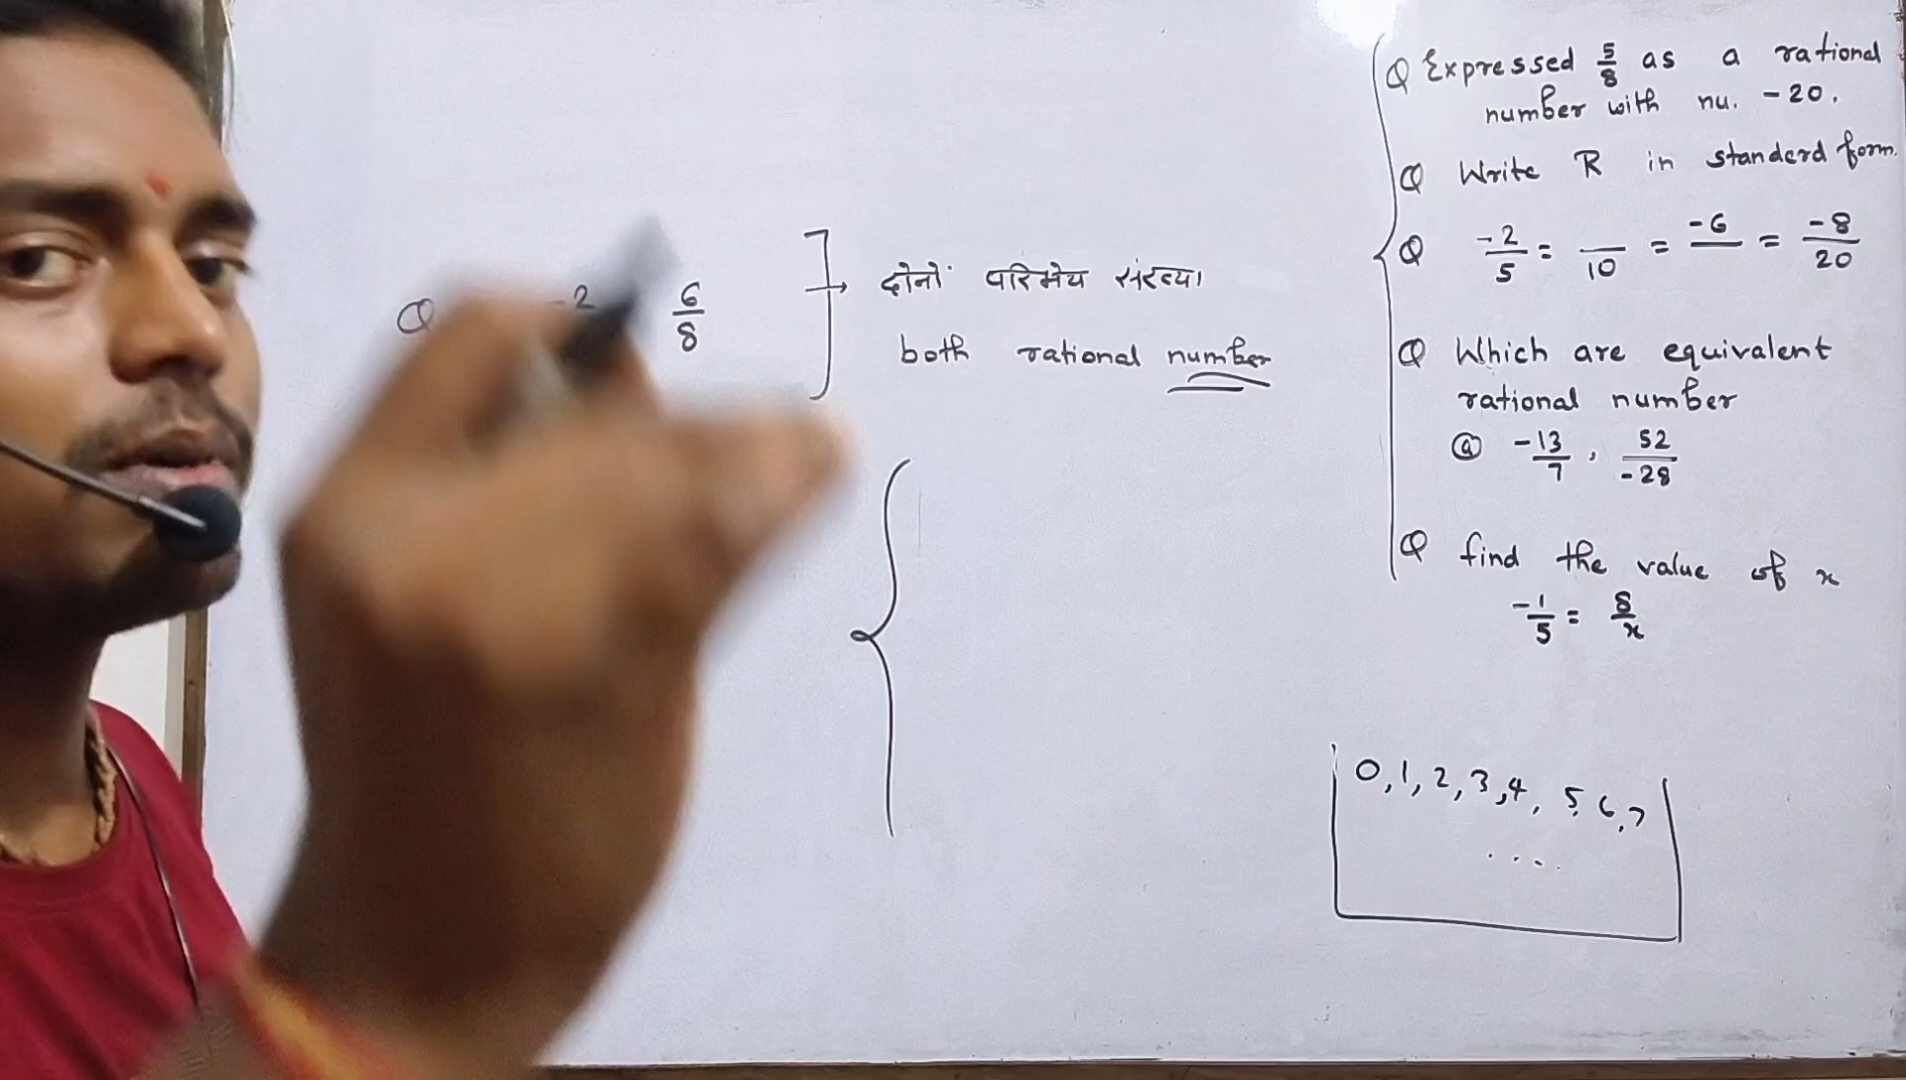 Q -2 6/8
दोनों परिमेय संख्या
both rational number
Q Expressed 5/8 as a rational
number with nu. -20.
Q Write R in standerd form.
Q -2/5 = __/10 = -6/__ = -8/20
Q Which are equivalent
rational number
ⓐ -13/7 , 52/-28
Q find the value of x
-1/5 = 8/x
0, 1, 2, 3, 4, 5, 6, 7
....